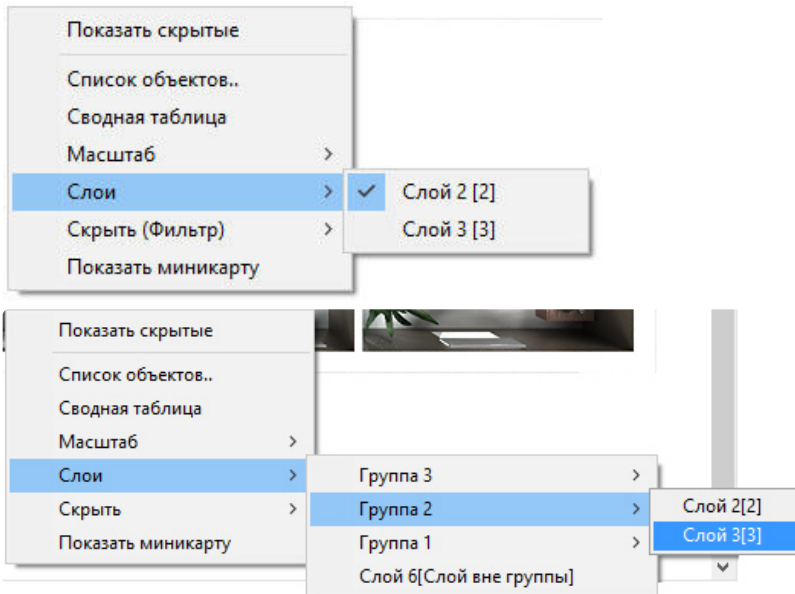 Показать скрытые
Список объектов..
Сводная таблица
Масштаб
Слои
Слой 2 [2]
Скрыть (Фильтр)
Слой 3 [3]
Показать миникарту
Показать скрытые
Список объектов..
Сводная таблица
Масштаб
Слои
Группа 3
Скрыть
Группа 2
Слой 2[2]
Показать миникарту
Группа 1
Слой 3[3]
Слой 6[Слой вне группы]